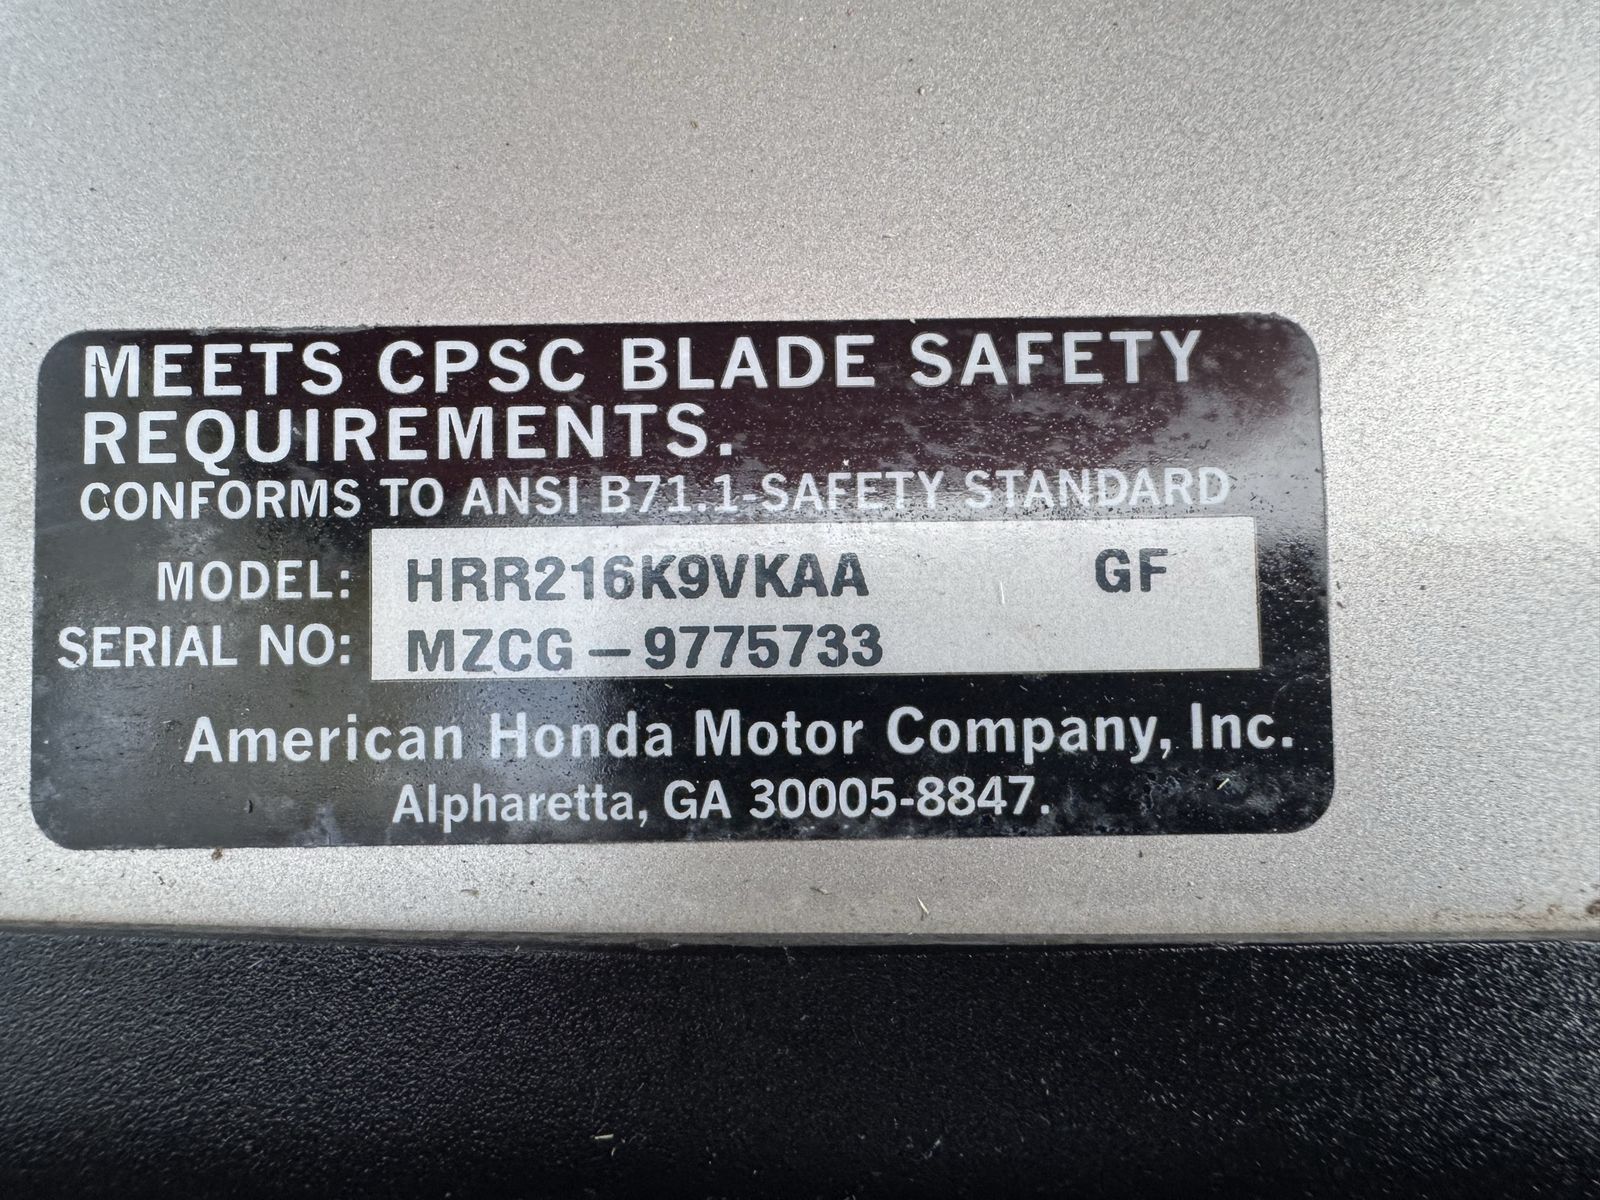 MEETS CPSC BLADE SAFETY
REQUIREMENTS.
CONFORMS TO ANSI B71.1-SAFETY STANDARD
MODEL: HRR216K9VKAA GF
SERIAL NO: MZCG-9775733
American Honda Motor Company, Inc.
Alpharetta, GA 30005-8847.